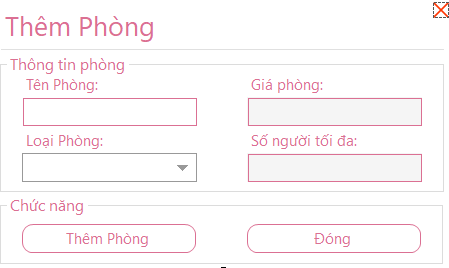 Thêm Phòng
Thông tin phòng
Tên Phòng:
Giá phòng:
Loại Phòng:
Số người tối đa:
Chức năng
Thêm Phòng
Đóng